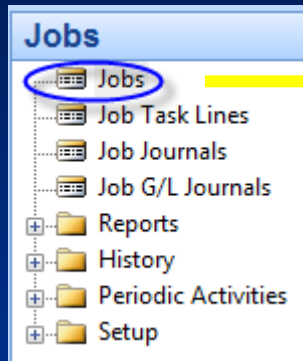 Jobs
Jobs
Job Task Lines
Job Journals
Job G/L Journals
Reports
History
Periodic Activities
Setup